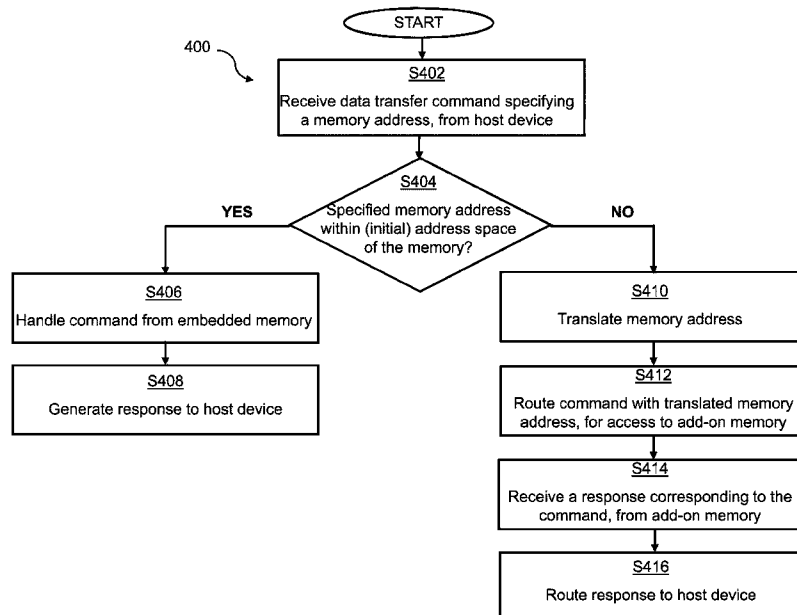 START
400
S402
Receive data transfer command specifying
a memory address, from host device
S404
Specified memory address
within (initial) address space
of the memory?
YES
NO
S406
Handle command from embedded memory
S408
Generate response to host device
S410
Translate memory address
S412
Route command with translated memory
address, for access to add-on memory
S414
Receive a response corresponding to the
command, from add-on memory
S416
Route response to host device